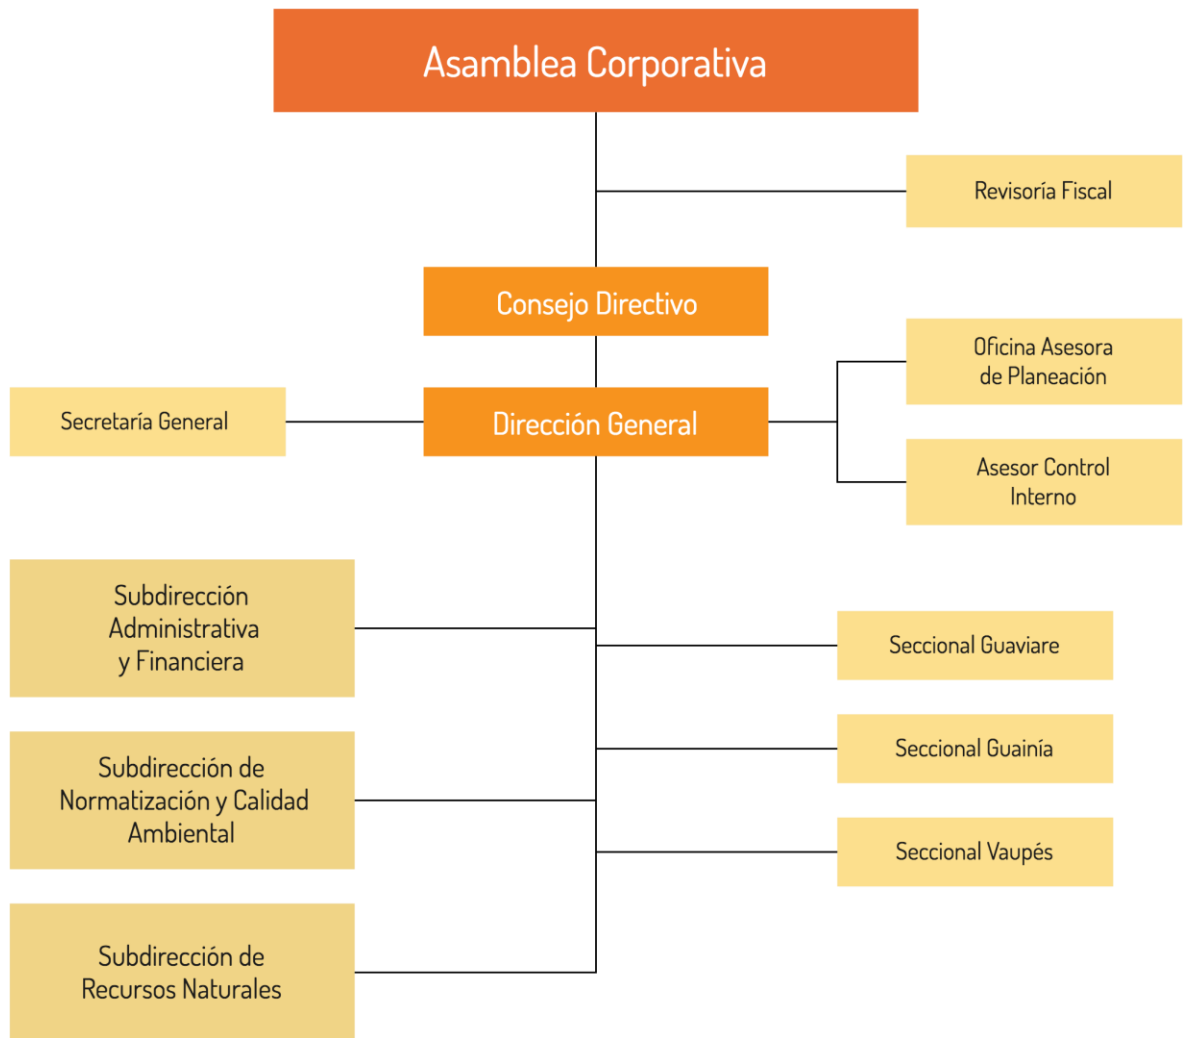 Asamblea Corporativa
Revisoría Fiscal
Consejo Directivo
Oficina Asesora
de Planeación
Secretaría General
Dirección General
Asesor Control
Interno
Subdirección
Administrativa
y Financiera
Seccional Guaviare
Subdirección de
Normatización y Calidad
Ambiental
Seccional Guainía
Seccional Vaupés
Subdirección de
Recursos Naturales